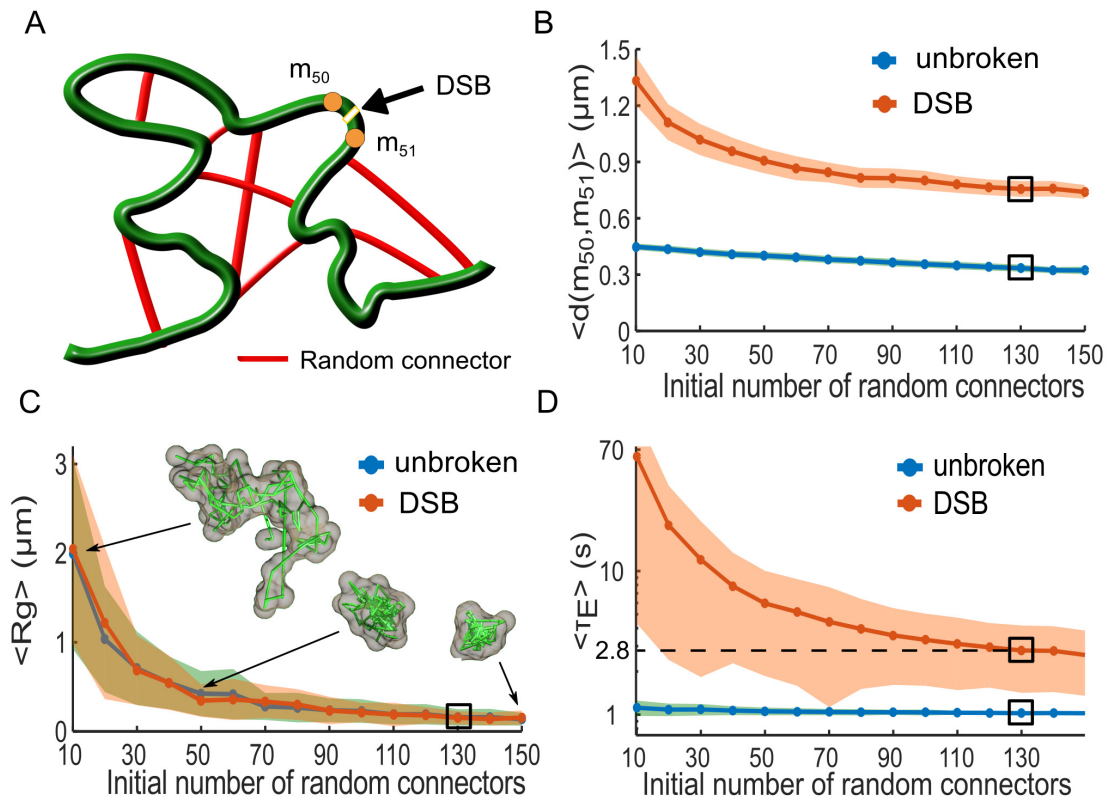 A
m50
DSB
m51
Random connector
B
<d(m50,m51)> (μm)
1.5
1.2
0.9
0.6
0.3
0
unbroken
DSB
10 30 50 70 90 110 130 150
Initial number of random connectors
C
<Rg> (μm)
3
2
1
0
unbroken
DSB
10 30 50 70 90 110 130 150
Initial number of random connectors
D
<τE> (s)
70
10
2.8
1
unbroken
DSB
10 30 50 70 90 110 130
Initial number of random connectors